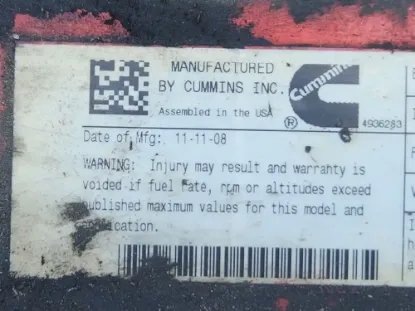 MANUFACTURED
BY CUMMINS INC.
Assembled in the USA
Cummins
®
4936283
Date of Mfg: 11-11-08
WARNING: Injury may result and warranty is
voided if fuel rate, rpm or altitudes exceed
published maximum values for this model and
application.